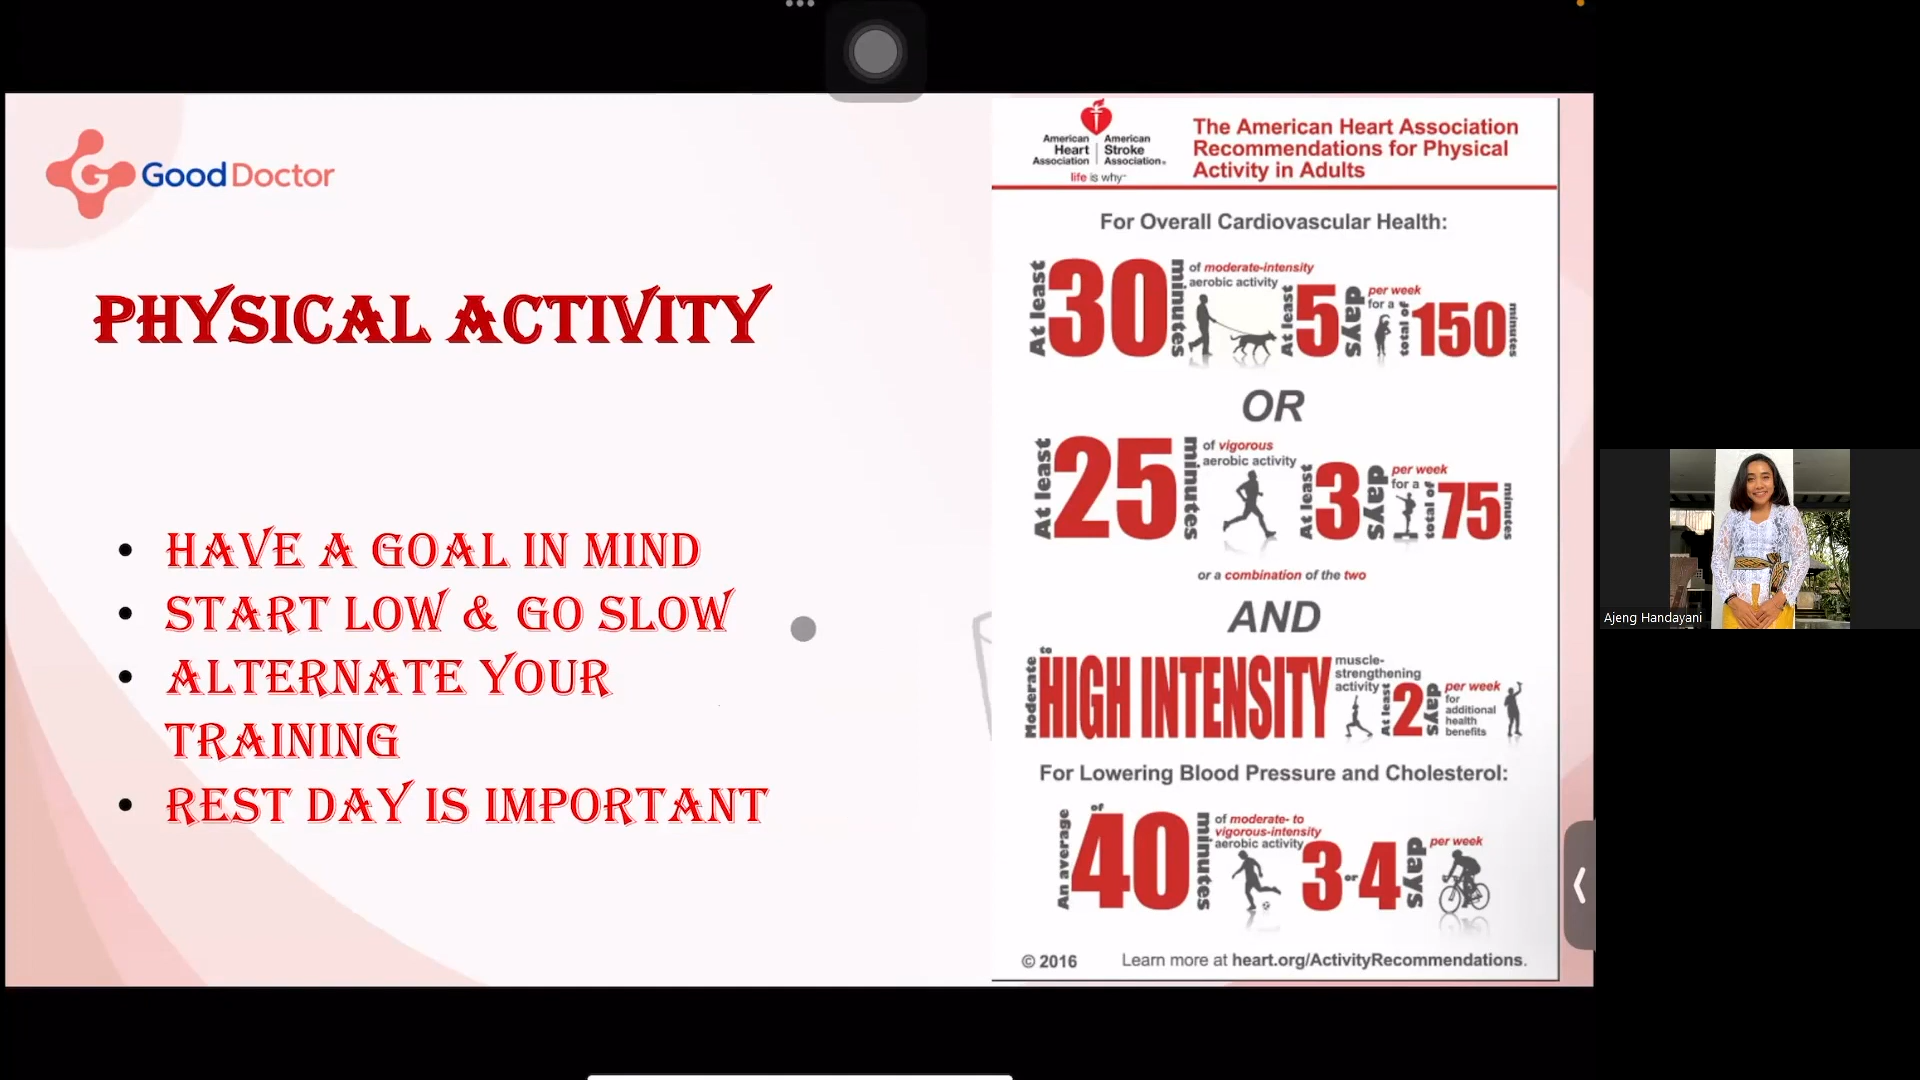 GoodDoctor
PHYSICAL ACTIVITY
• HAVE A GOAL IN MIND
• START LOW & GO SLOW
• ALTERNATE YOUR
TRAINING
• REST DAY IS IMPORTANT
American Heart Association | American Stroke Association®
life is why™
The American Heart Association
Recommendations for Physical
Activity in Adults
For Overall Cardiovascular Health:
At least 30 minutes of moderate-intensity aerobic activity At least 5 days per week for a total of 150 minutes
OR
At least 25 minutes of vigorous aerobic activity At least 3 days per week for a total of 75 minutes
or a combination of the two
AND
Moderate to HIGH INTENSITY muscle-strengthening activity At least 2 days per week for additional health benefits
For Lowering Blood Pressure and Cholesterol:
An average of 40 minutes of moderate- to vigorous-intensity aerobic activity 3 or 4 days per week
© 2016 Learn more at heart.org/ActivityRecommendations.
Ajeng Handayani